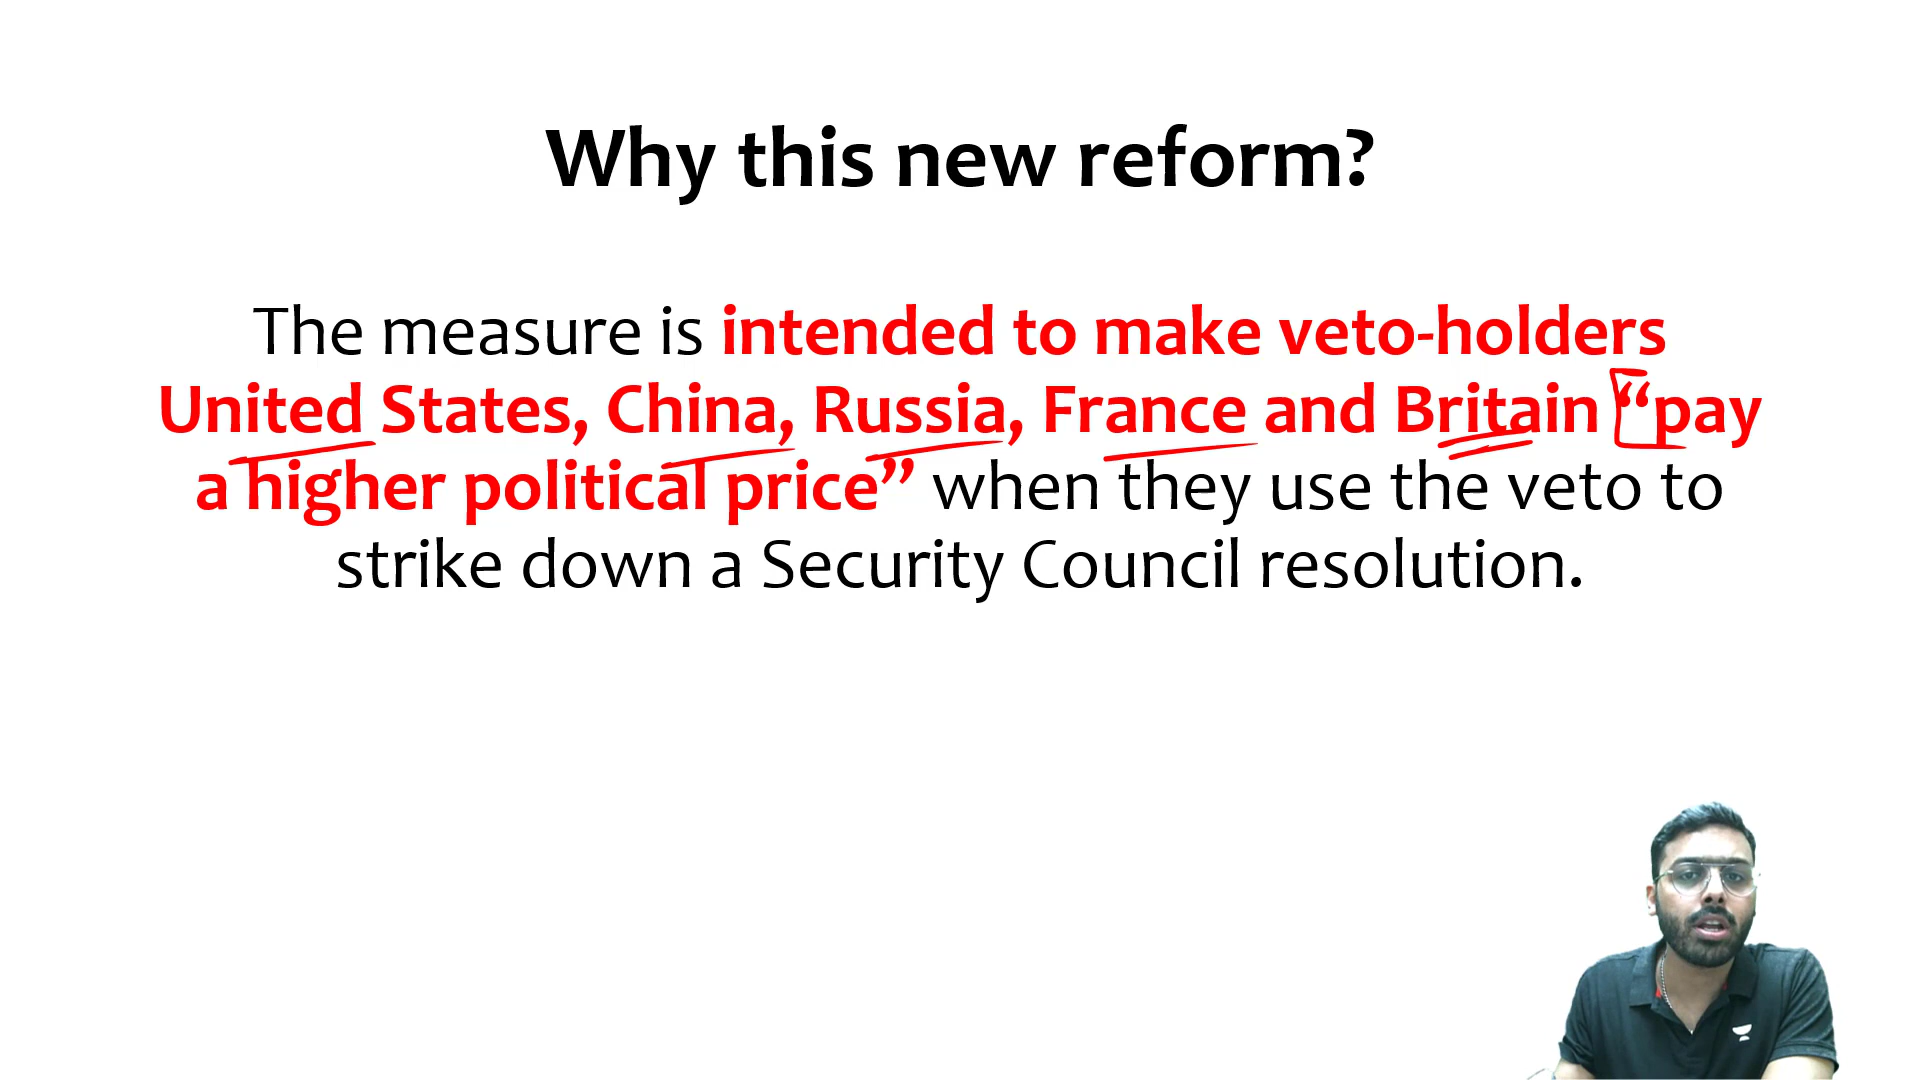 Why this new reform?
The measure is intended to make veto-holders
United States, China, Russia, France and Britain “pay
a higher political price” when they use the veto to
strike down a Security Council resolution.